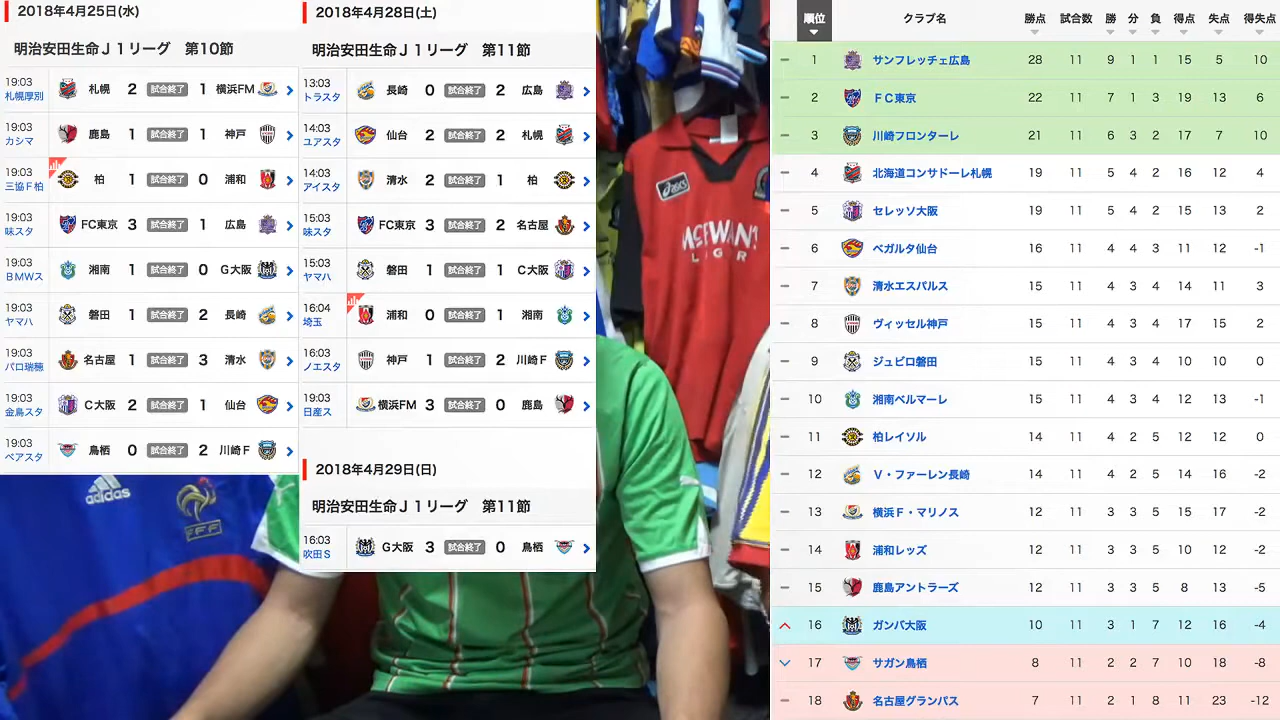 2018年4月25日(水)
明治安田生命Ｊ１リーグ　第10節
19:03 札幌 2 試合終了 1 横浜FM
札幌厚別
19:03 鹿島 1 試合終了 1 神戸
カシマ
19:03 柏 1 試合終了 0 浦和
三協Ｆ柏
19:03 FC東京 3 試合終了 1 広島
味スタ
19:03 湘南 1 試合終了 0 Ｇ大阪
ＢＭＷス
19:03 磐田 1 試合終了 2 長崎
ヤマハ
19:03 名古屋 1 試合終了 3 清水
パロ瑞穂
19:03 Ｃ大阪 2 試合終了 1 仙台
金鳥スタ
19:03 鳥栖 0 試合終了 2 川崎Ｆ
ベアスタ
2018年4月28日(土)
明治安田生命Ｊ１リーグ　第11節
13:03 長崎 0 試合終了 2 広島
トラスタ
14:03 仙台 2 試合終了 2 札幌
ユアスタ
14:03 清水 2 試合終了 1 柏
アイスタ
15:03 FC東京 3 試合終了 2 名古屋
味スタ
15:03 磐田 1 試合終了 1 Ｃ大阪
ヤマハ
16:04 浦和 0 試合終了 1 湘南
埼玉
16:03 神戸 1 試合終了 2 川崎Ｆ
ノエスタ
19:03 横浜FM 3 試合終了 0 鹿島
日産ス
2018年4月29日(日)
明治安田生命Ｊ１リーグ　第11節
16:03 Ｇ大阪 3 試合終了 0 鳥栖
吹田Ｓ
adidas
FFF
asics
McEWAN'S
LAGER
順位 クラブ名 勝点 試合数 勝 分 負 得点 失点 得失点
1 サンフレッチェ広島 28 11 9 1 1 15 5 10
2 ＦＣ東京 22 11 7 1 3 19 13 6
3 川崎フロンターレ 21 11 6 3 2 17 7 10
4 北海道コンサドーレ札幌 19 11 5 4 2 16 12 4
5 セレッソ大阪 19 11 5 4 2 15 13 2
6 ベガルタ仙台 16 11 4 4 3 11 12 -1
7 清水エスパルス 15 11 4 3 4 14 11 3
8 ヴィッセル神戸 15 11 4 3 4 17 15 2
9 ジュビロ磐田 15 11 4 3 4 10 10 0
10 湘南ベルマーレ 15 11 4 3 4 12 13 -1
11 柏レイソル 14 11 4 2 5 12 12 0
12 Ｖ・ファーレン長崎 14 11 4 2 5 14 16 -2
13 横浜Ｆ・マリノス 12 11 3 3 5 15 17 -2
14 浦和レッズ 12 11 3 3 5 10 12 -2
15 鹿島アントラーズ 12 11 3 3 5 8 13 -5
16 ガンバ大阪 10 11 3 1 7 12 16 -4
17 サガン鳥栖 8 11 2 1 7 10 18 -8
18 名古屋グランパス 7 11 2 1 8 11 23 -12